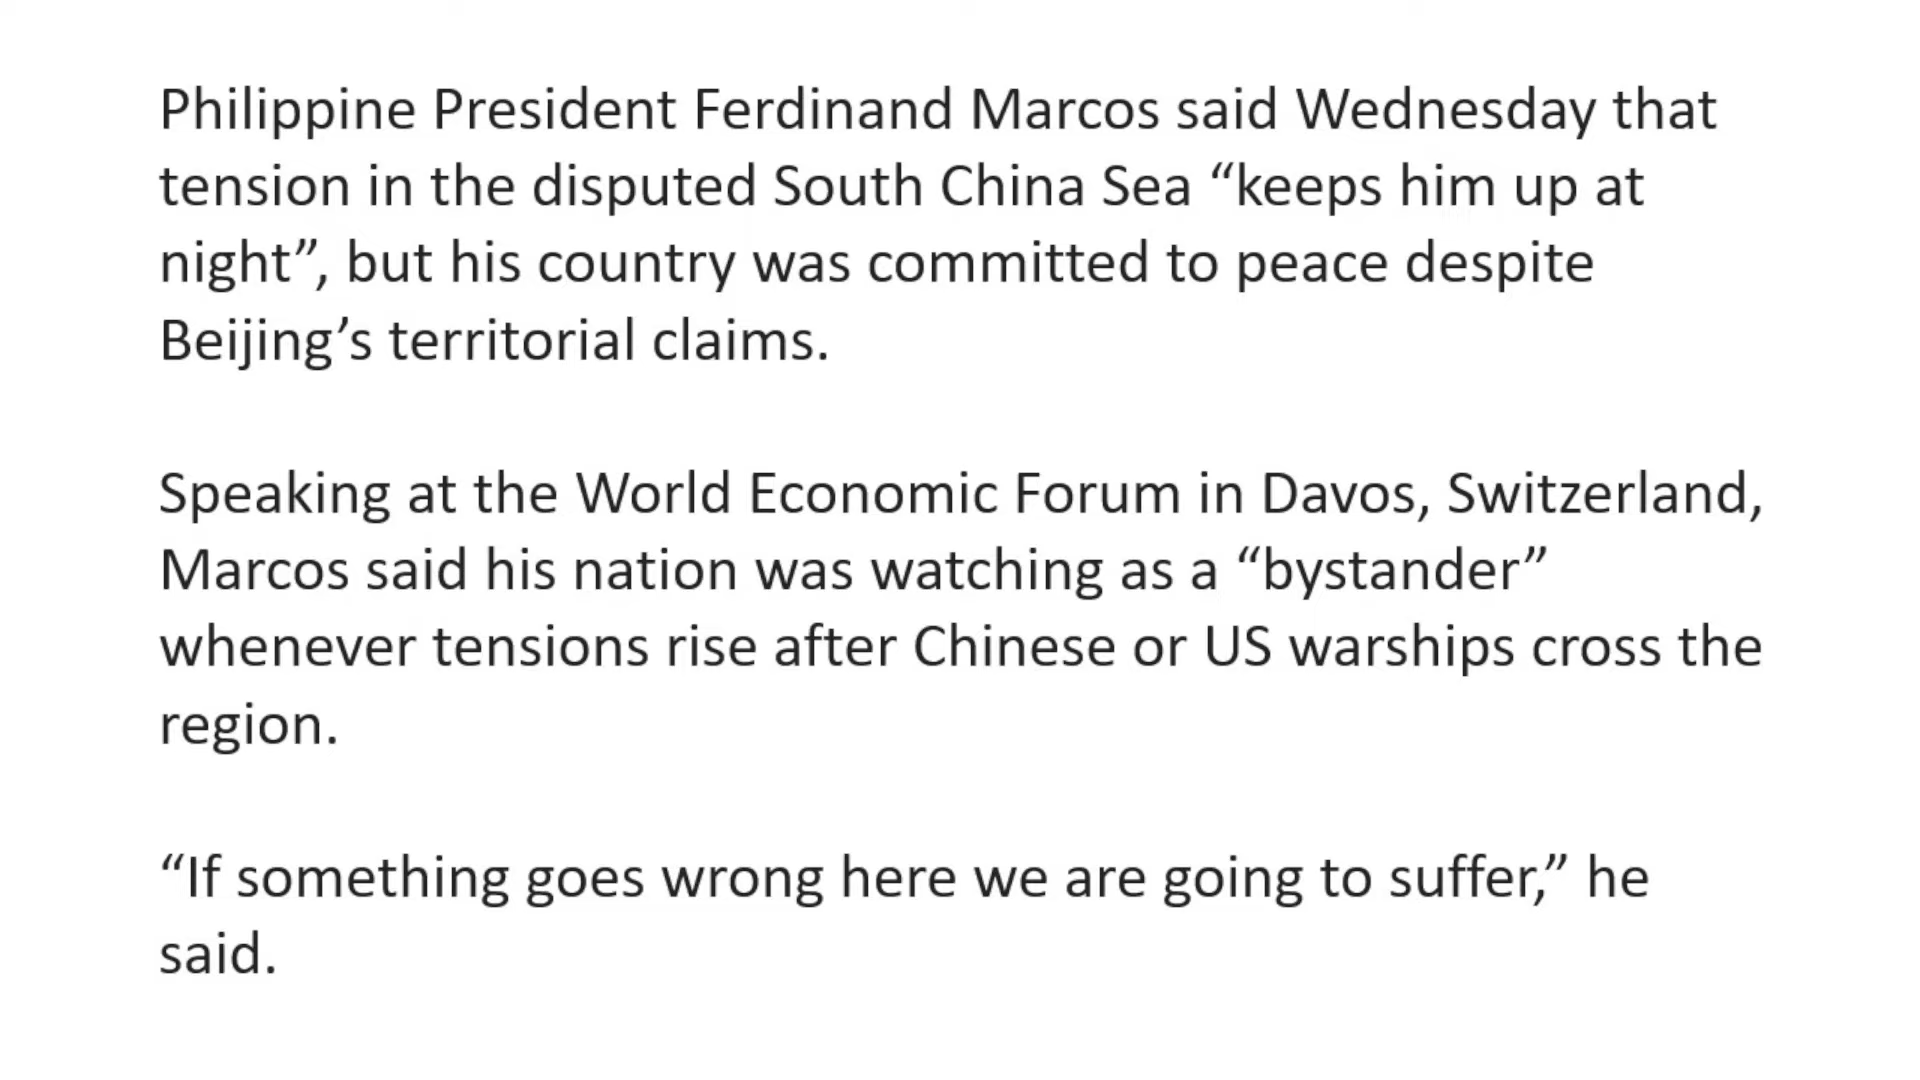 Philippine President Ferdinand Marcos said Wednesday that
tension in the disputed South China Sea “keeps him up at
night”, but his country was committed to peace despite
Beijing’s territorial claims.
Speaking at the World Economic Forum in Davos, Switzerland,
Marcos said his nation was watching as a “bystander”
whenever tensions rise after Chinese or US warships cross the
region.
“If something goes wrong here we are going to suffer,” he
said.